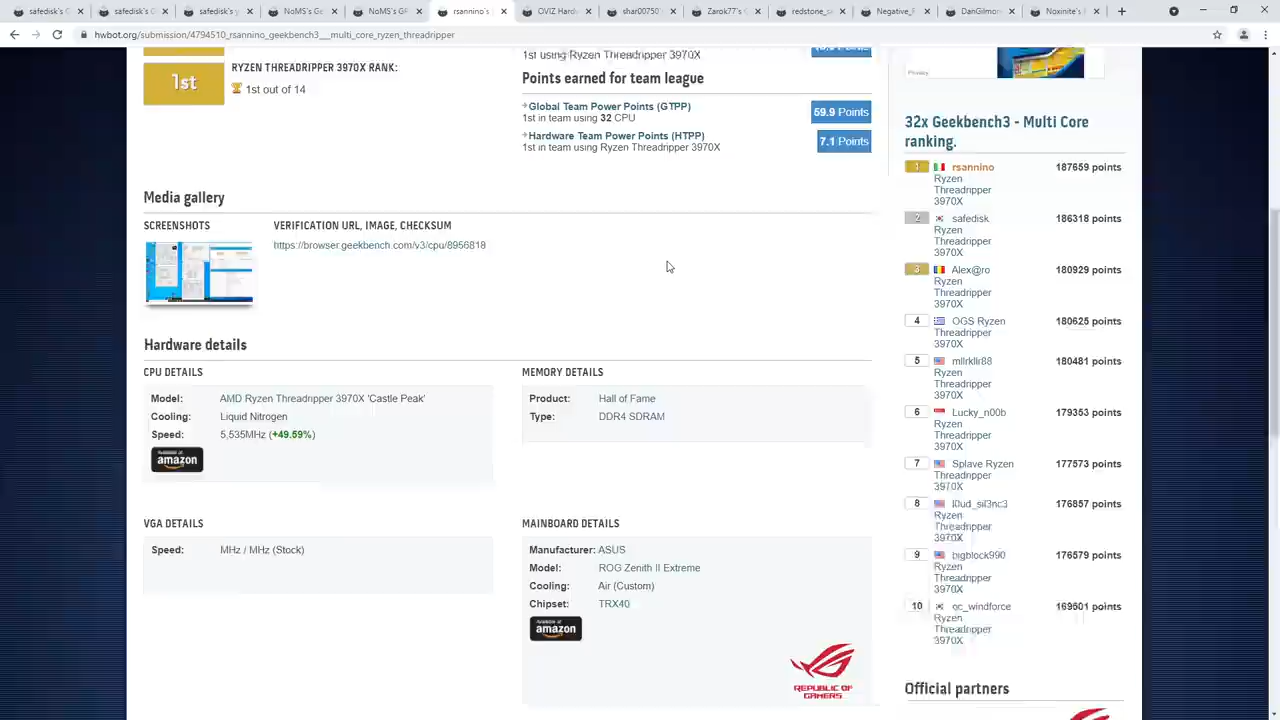 safedisk's
safedisk's
safedisk's
NoMS's GE
NoMS's GF
rsannino's
OVIZ Hard
shar00750'
Zarok77's
redstone_s
Negative_
DanGlmor
Noxinite's
hwbot.org/submission/4794510_rsannino_geekbench3__multi_core_ryzen_threadripper
1st
RYZEN THREADRIPPER 3970X RANK:
1st out of 14
1st using Ryzen Threadripper 3970X
Points earned for team league
Global Team Power Points (GTPP)
1st in team using 32 CPU
59.9 Points
Hardware Team Power Points (HTPP)
1st in team using Ryzen Threadripper 3970X
7.1 Points
Media gallery
SCREENSHOTS
VERIFICATION URL, IMAGE, CHECKSUM
https://browser.geekbench.com/v3/cpu/8956818
Hardware details
CPU DETAILS
Model: AMD Ryzen Threadripper 3970X 'Castle Peak'
Cooling: Liquid Nitrogen
Speed: 5,535MHz (+49.59%)
amazon
MEMORY DETAILS
Product: Hall of Fame
Type: DDR4 SDRAM
VGA DETAILS
Speed: MHz / MHz (Stock)
MAINBOARD DETAILS
Manufacturer: ASUS
Model: ROG Zenith II Extreme
Cooling: Air (Custom)
Chipset: TRX40
amazon
REPUBLIC OF
GAMERS
Privacy
32x Geekbench3 - Multi Core
ranking.
1 rsannino 187659 points
Ryzen
Threadripper
3970X
2 safedisk 186318 points
Ryzen
Threadripper
3970X
3 Alex@ro 180929 points
Ryzen
Threadripper
3970X
4 OGS Ryzen 180625 points
Threadripper
3970X
5 mllrkllr88 180481 points
Ryzen
Threadripper
3970X
6 Lucky_n00b 179353 points
Ryzen
Threadripper
3970X
7 Splave Ryzen 177573 points
Threadripper
3970X
8 l0ud_sil3nc3 176857 points
Ryzen
Threadripper
3970X
9 bigblock990 176579 points
Ryzen
Threadripper
3970X
10 gc_windforce 169601 points
Ryzen
Threadripper
3970X
Official partners